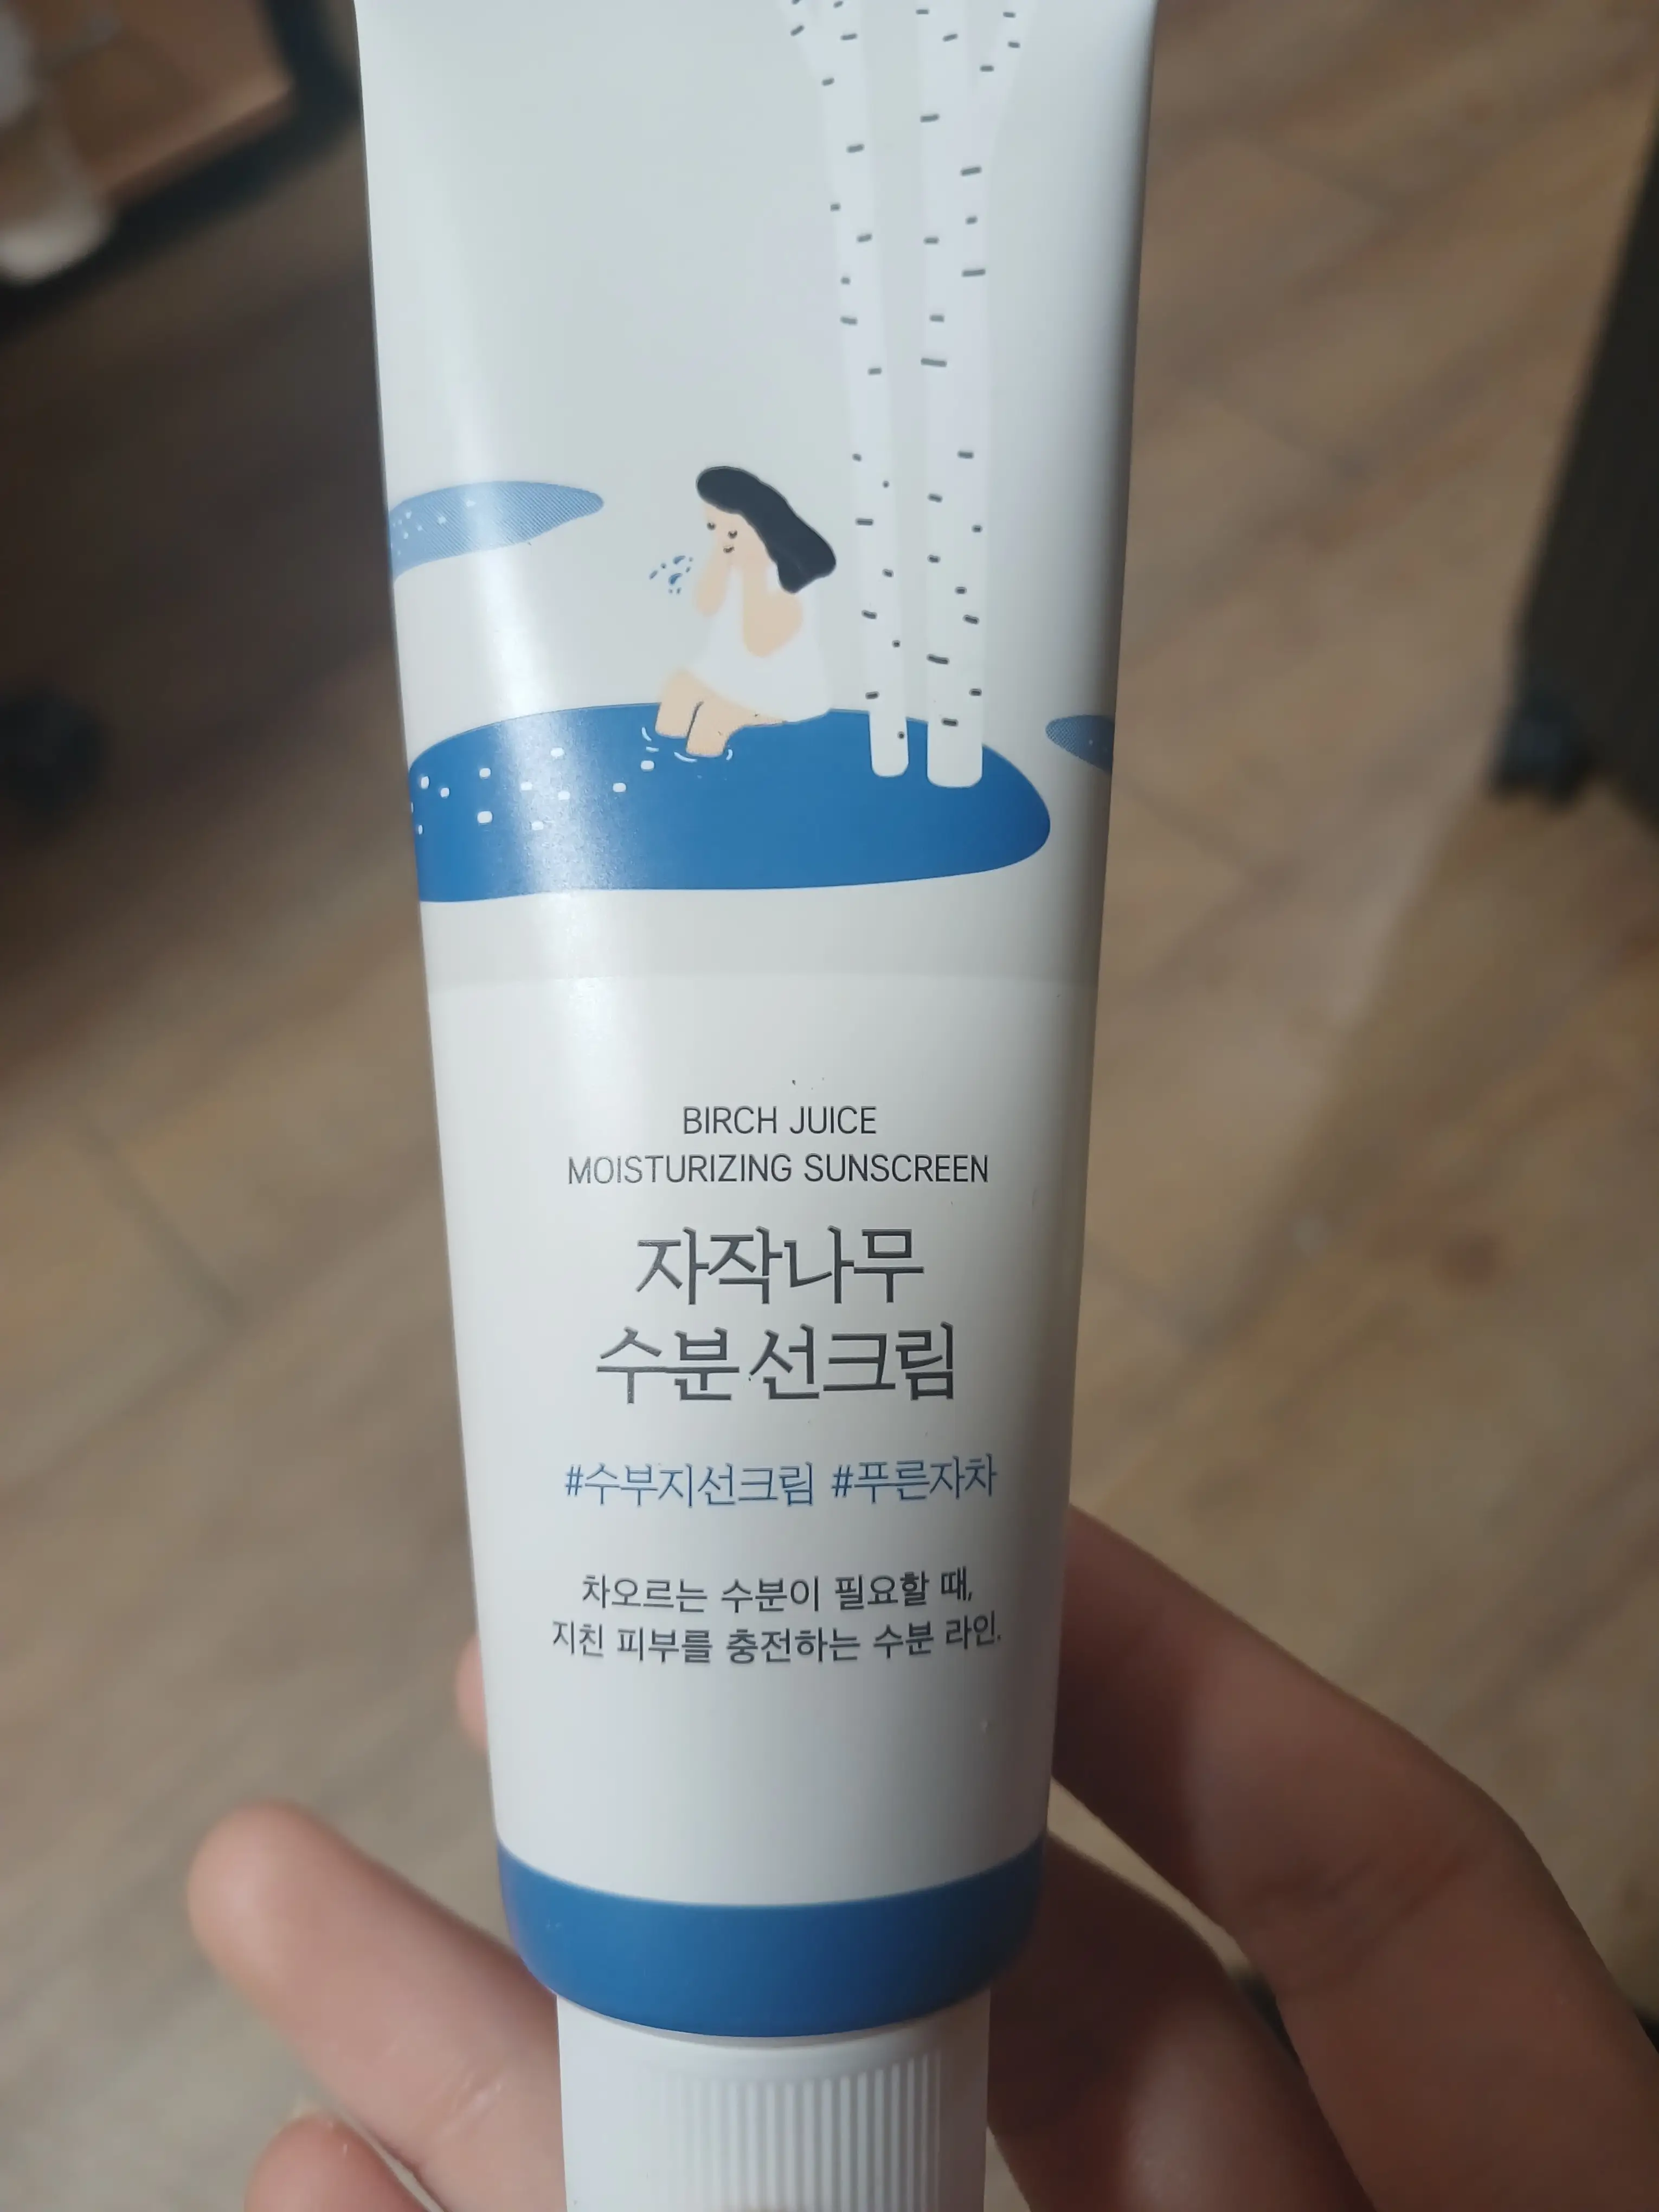 BIRCH JUICE
MOISTURIZING SUNSCREEN
자작나무
수분 선크림
#수부지선크림 #푸른자차
차오르는 수분이 필요할 때,
지친 피부를 충전하는 수분 라인.